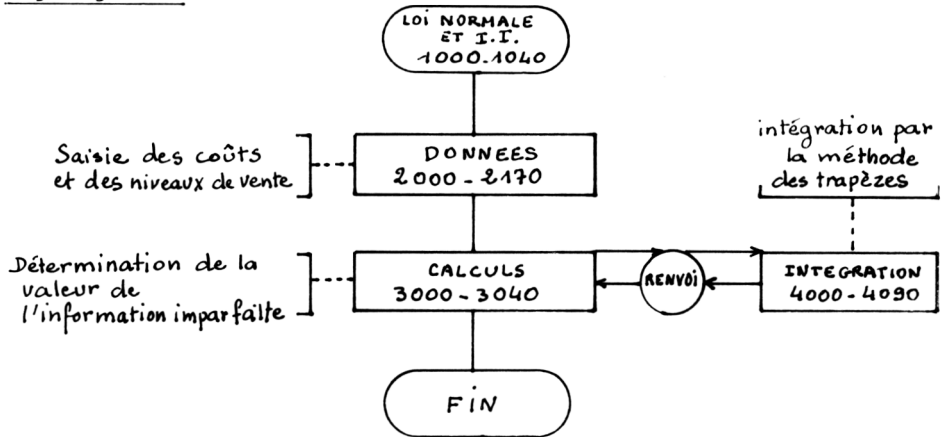 LOI NORMALE
ET I.I.
1000-1040
Saisie des coûts
et des niveaux de vente
DONNEES
2000-2170
intégration par
la méthode
des trapèzes
Détermination de la
valeur de
l'information imparfaite
CALCULS
3000-3040
RENVOI
INTEGRATION
4000-4090
FIN